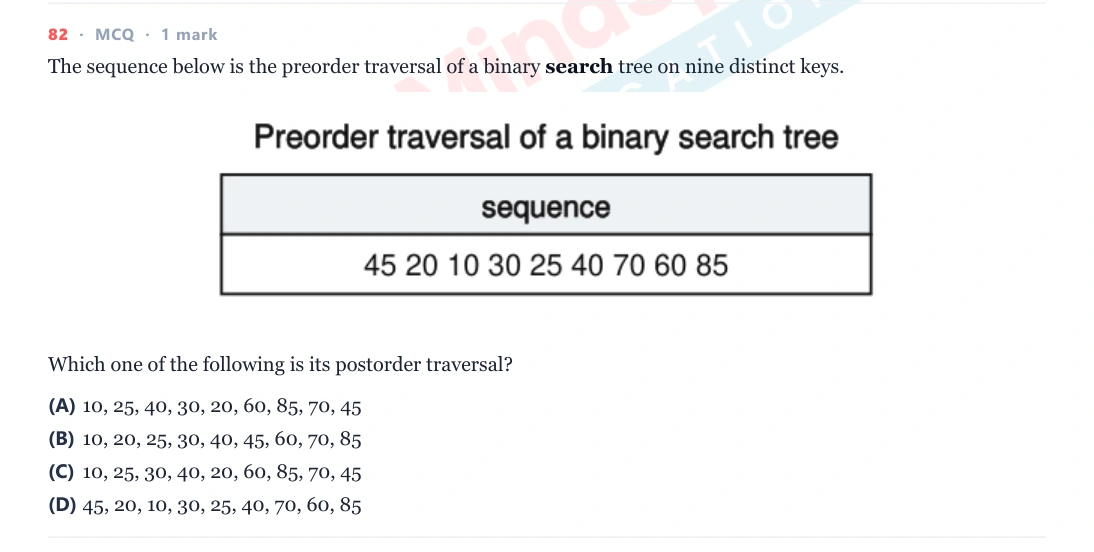 82 · MCQ · 1 mark
The sequence below is the preorder traversal of a binary search tree on nine distinct keys.
Preorder traversal of a binary search tree
sequence
45 20 10 30 25 40 70 60 85
Which one of the following is its postorder traversal?
(A) 10, 25, 40, 30, 20, 60, 85, 70, 45
(B) 10, 20, 25, 30, 40, 45, 60, 70, 85
(C) 10, 25, 30, 40, 20, 60, 85, 70, 45
(D) 45, 20, 10, 30, 25, 40, 70, 60, 85